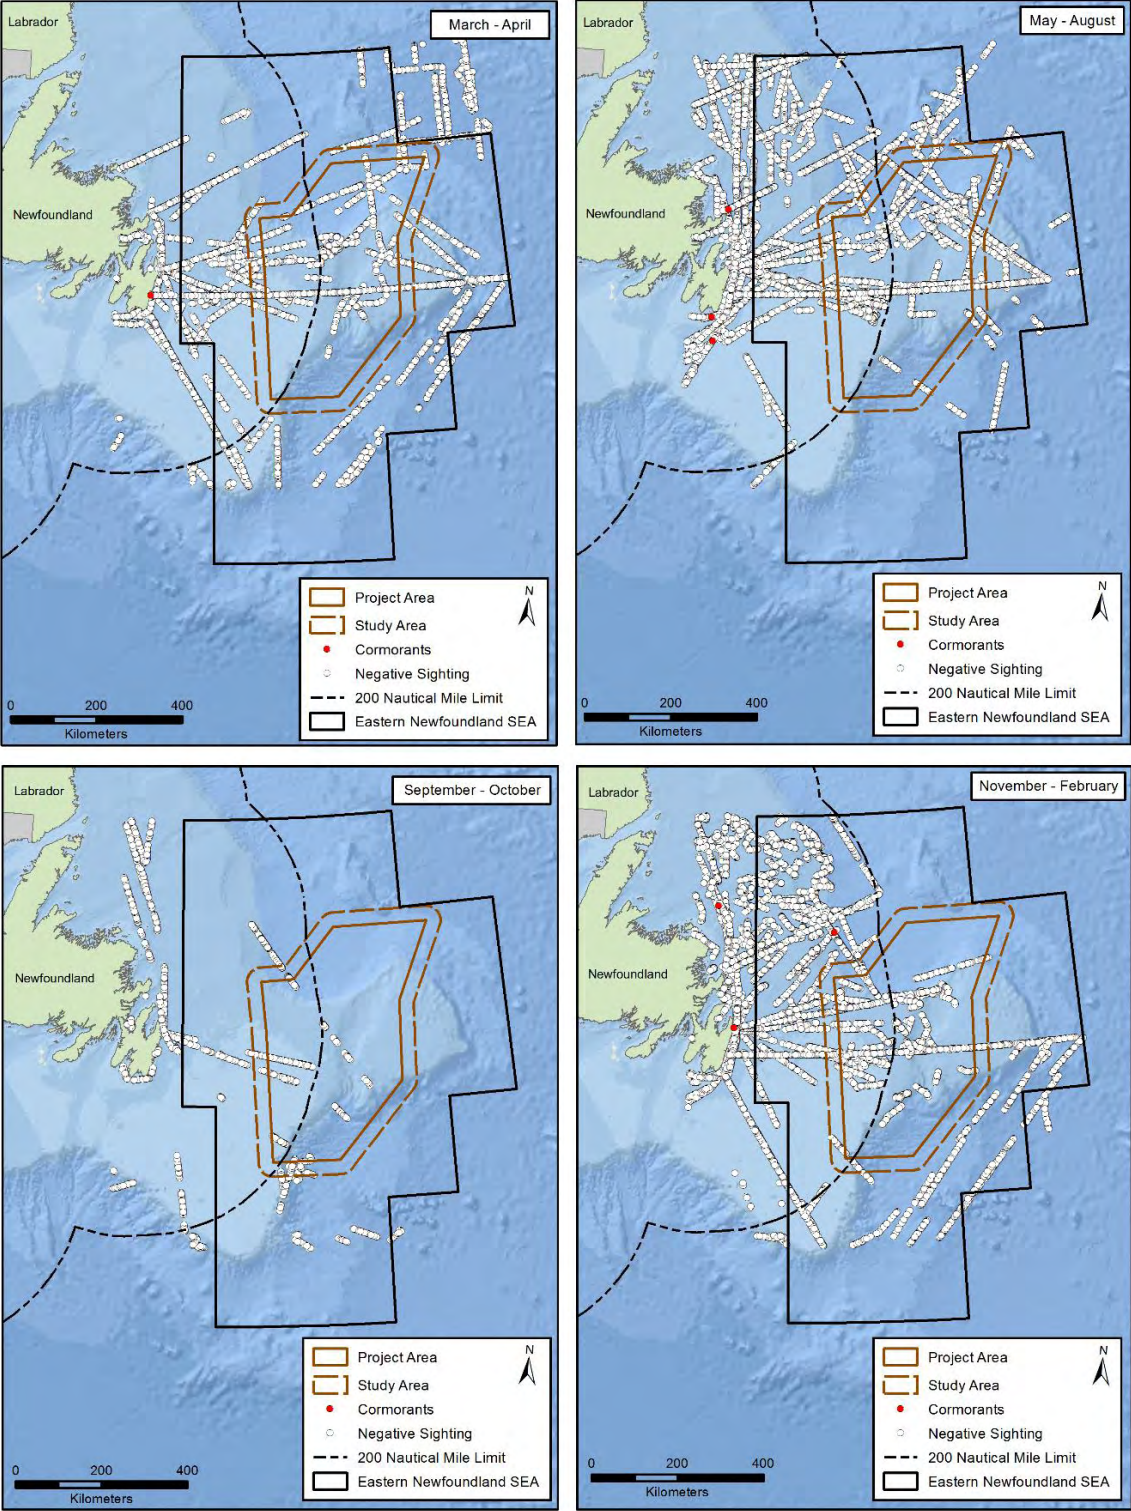 Labrador
March - April
Newfoundland
Project Area
N
Study Area
Cormorants
Negative Sighting
200 Nautical Mile Limit
Eastern Newfoundland SEA
0 200 400
Kilometers
Labrador
May - August
Newfoundland
Project Area
N
Study Area
Cormorants
Negative Sighting
200 Nautical Mile Limit
Eastern Newfoundland SEA
0 200 400
Kilometers
Labrador
September - October
Newfoundland
Project Area
N
Study Area
Cormorants
Negative Sighting
200 Nautical Mile Limit
Eastern Newfoundland SEA
0 200 400
Kilometers
Labrador
November - February
Newfoundland
Project Area
N
Study Area
Cormorants
Negative Sighting
200 Nautical Mile Limit
Eastern Newfoundland SEA
0 200 400
Kilometers